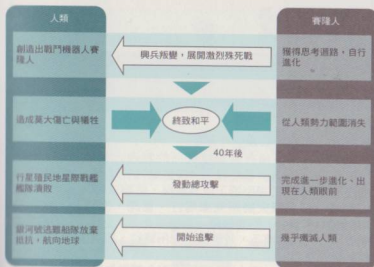 人類
賽隆人
創造出戰鬥機器人賽
隆人
興兵叛變，展開激烈殊死戰
獲得思考迴路，自行
進化
造成莫大傷亡與犧牲
終致和平
從人類勢力範圍消失
40年後
行星殖民地星際戰艦
艦隊潰敗
發動總攻擊
完成進一步進化、出
現在人類眼前
銀河號逃難船隊放棄
抵抗，航向地球
開始追擊
幾乎殲滅人類